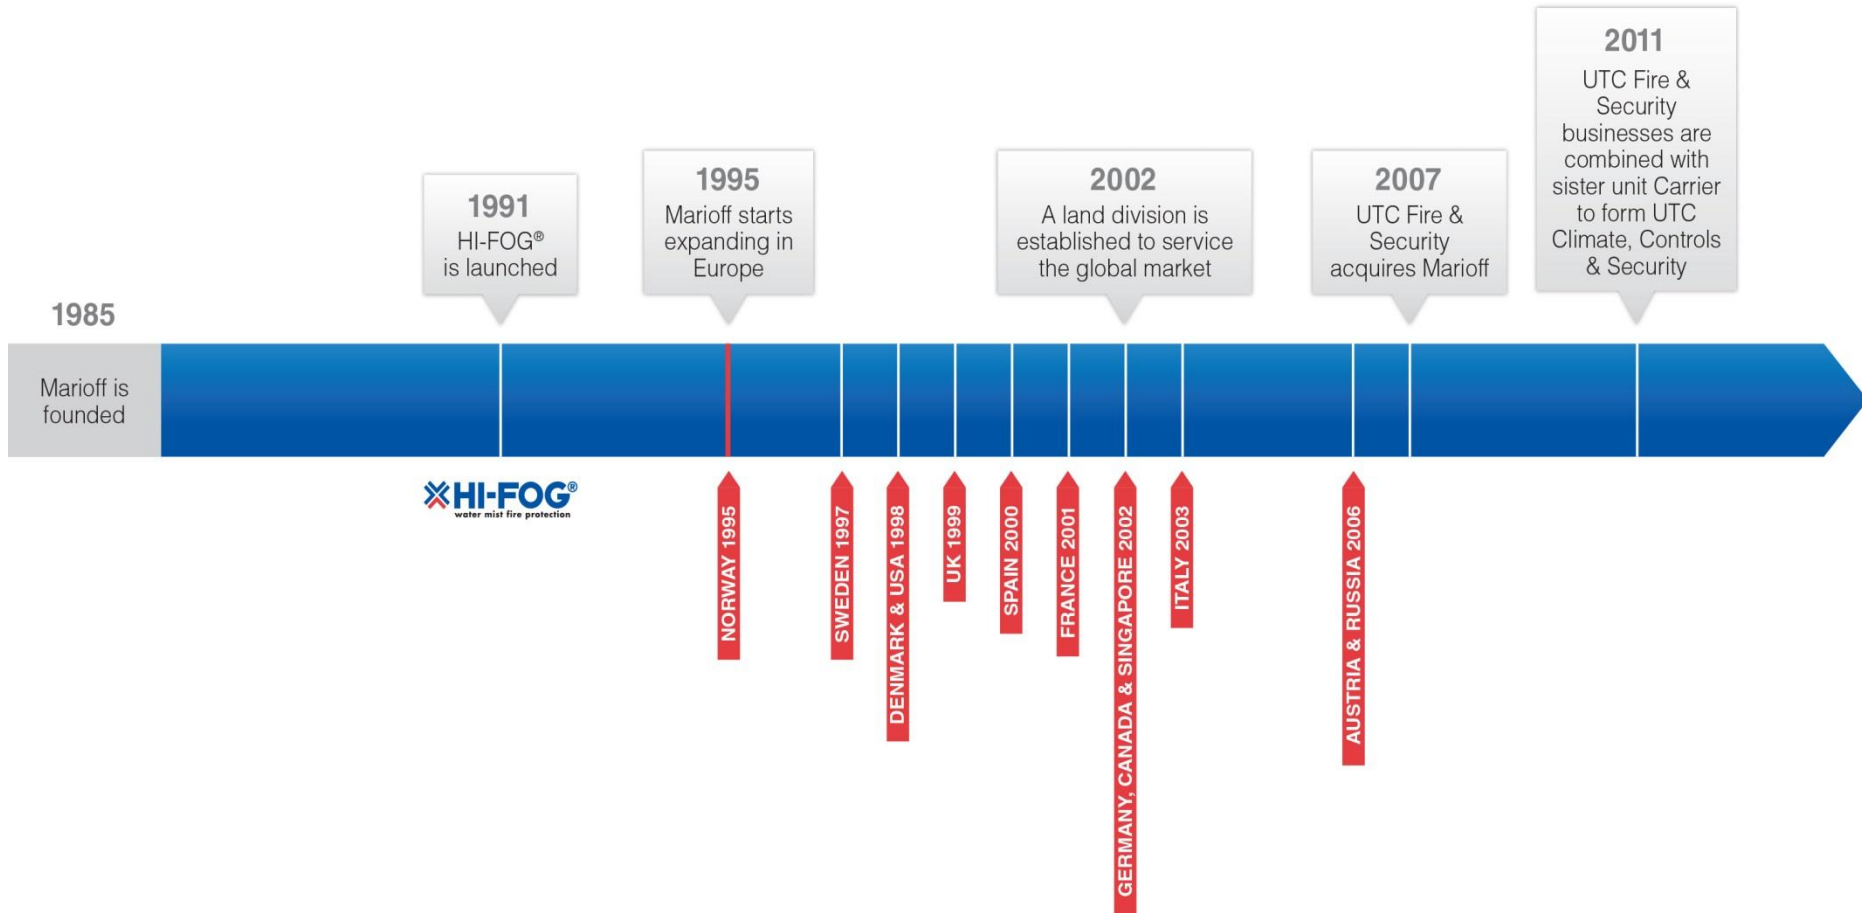 1985
Marioff is
founded
1991
HI-FOG®
is launched
1995
Marioff starts
expanding in
Europe
2002
A land division is
established to service
the global market
2007
UTC Fire &
Security
acquires Marioff
2011
UTC Fire &
Security
businesses are
combined with
sister unit Carrier
to form UTC
Climate, Controls
& Security
HI-FOG®
water mist fire protection
NORWAY 1995
SWEDEN 1997
DENMARK & USA 1998
UK 1999
SPAIN 2000
FRANCE 2001
GERMANY, CANADA & SINGAPORE 2002
ITALY 2003
AUSTRIA & RUSSIA 2006